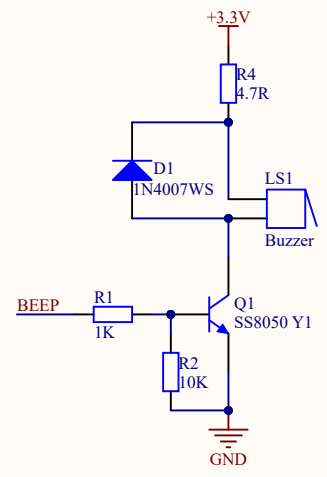 +3.3V
R4
4.7R
D1
1N4007WS
LS1
Buzzer
BEEP
R1
1K
Q1
SS8050 Y1
R2
10K
GND